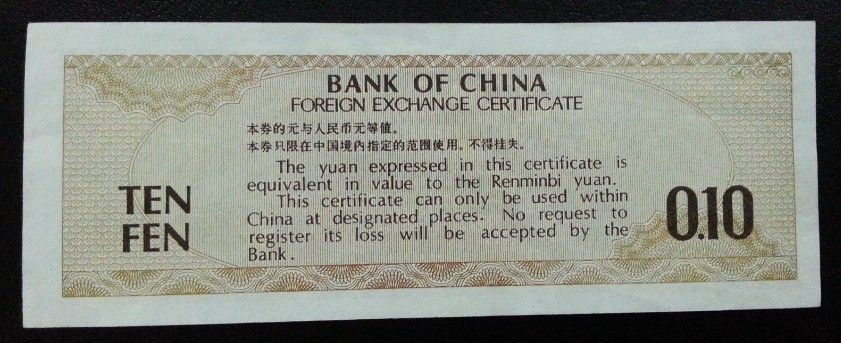 BANK OF CHINA
FOREIGN EXCHANGE CERTIFICATE
本券的元与人民币元等值。
本券只限在中国境内指定的范围使用。不得挂失。
The yuan expressed in this certificate is
equivalent in value to the Renminbi yuan.
This certificate can only be used within
China at designated places. No request to
register its loss will be accepted by the
Bank.
TEN
FEN
0.10